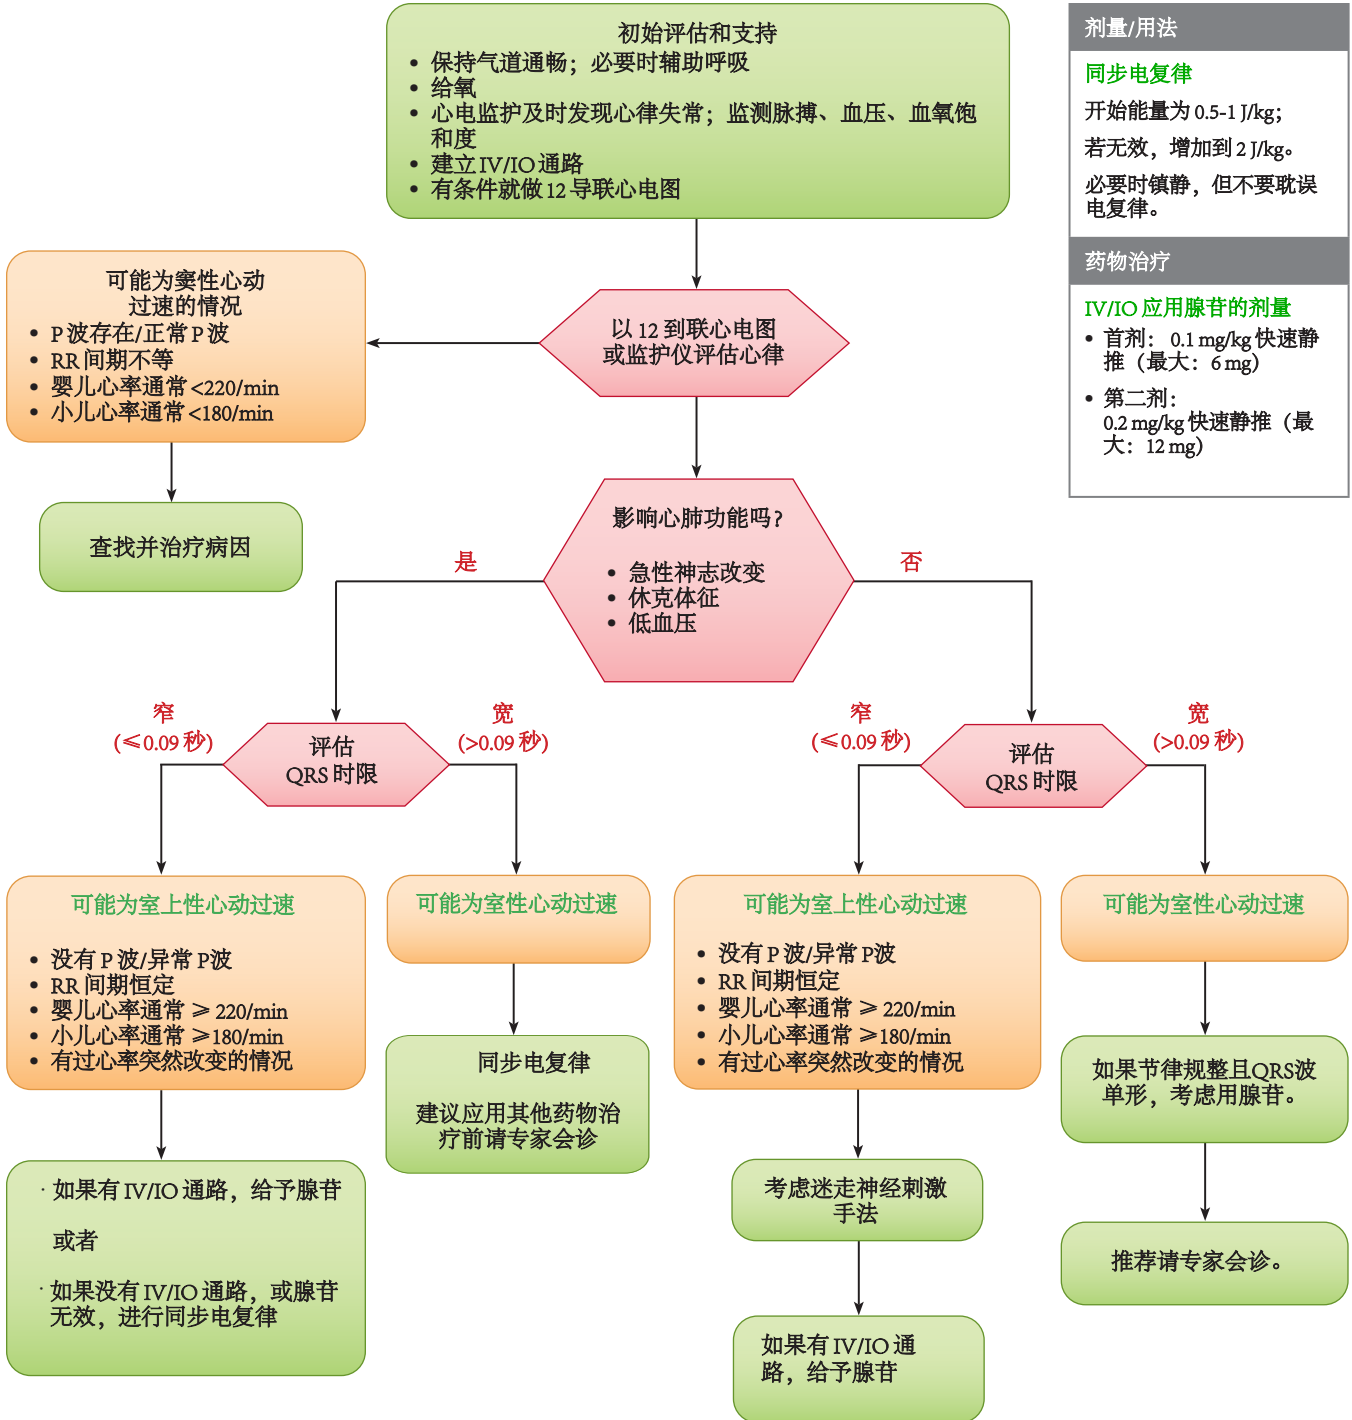 初始评估和支持
• 保持气道通畅；必要时辅助呼吸
• 给氧
• 心电监护及时发现心律失常；监测脉搏、血压、血氧饱
和度
• 建立 IV/IO 通路
• 有条件就做 12 导联心电图
剂量/用法
同步电复律
开始能量为 0.5-1 J/kg；
若无效，增加到 2 J/kg。
必要时镇静，但不要耽误
电复律。
药物治疗
IV/IO 应用腺苷的剂量
• 首剂： 0.1 mg/kg 快速静
推（最大：6 mg）
• 第二剂：
0.2 mg/kg 快速静推（最
大：12 mg）
可能为窦性心动
过速的情况
• P 波存在/正常 P 波
• RR 间期不等
• 婴儿心率通常 <220/min
• 小儿心率通常 <180/min
以 12 到联心电图
或监护仪评估心律
查找并治疗病因
影响心肺功能吗?
• 急性神志改变
• 休克体征
• 低血压
是
否
窄
(≤0.09 秒)
宽
(>0.09 秒)
评估
QRS 时限
窄
(≤0.09 秒)
宽
(>0.09 秒)
评估
QRS 时限
可能为室上性心动过速
• 没有 P 波/异常 P波
• RR 间期恒定
• 婴儿心率通常 ≥ 220/min
• 小儿心率通常 ≥180/min
• 有过心率突然改变的情况
可能为室性心动过速
可能为室上性心动过速
• 没有 P 波/异常 P波
• RR 间期恒定
• 婴儿心率通常 ≥ 220/min
• 小儿心率通常 ≥180/min
• 有过心率突然改变的情况
可能为室性心动过速
同步电复律
建议应用其他药物治
疗前请专家会诊
如果节律规整且QRS波
单形，考虑用腺苷。
· 如果有 IV/IO 通路，给予腺苷
或者
· 如果没有 IV/IO 通路，或腺苷
无效，进行同步电复律
考虑迷走神经刺激
手法
推荐请专家会诊。
如果有 IV/IO 通
路，给予腺苷